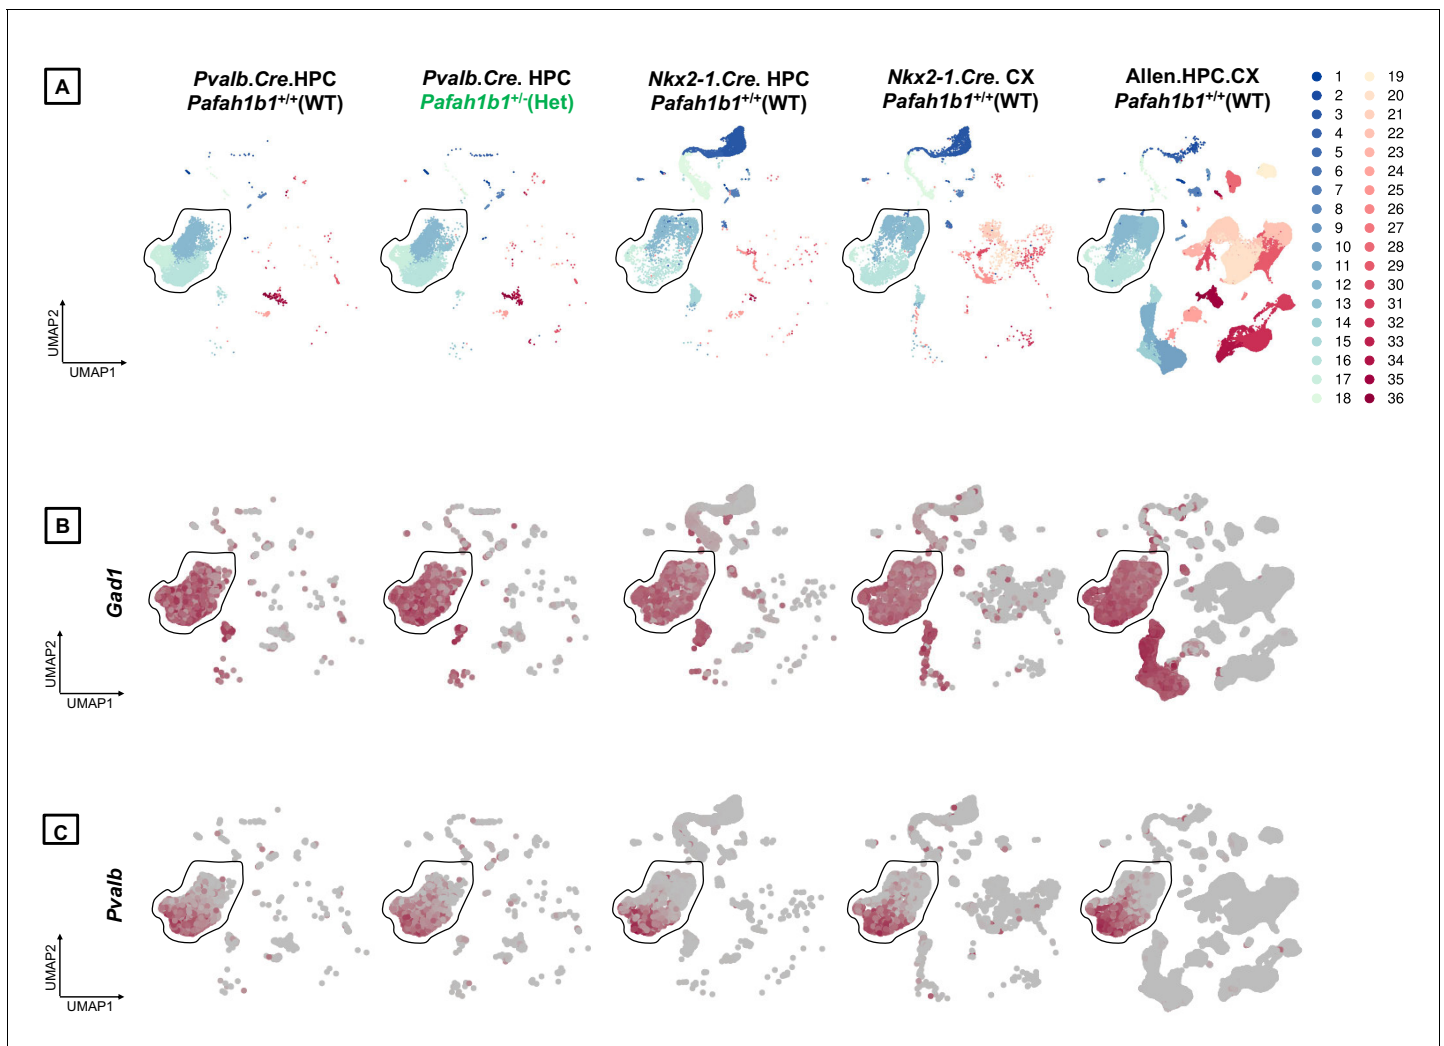 A
Pvalb.Cre.HPC
Pafah1b1+/+(WT)
Pvalb.Cre. HPC
Pafah1b1+/-(Het)
Nkx2-1.Cre. HPC
Pafah1b1+/+(WT)
Nkx2-1.Cre. CX
Pafah1b1+/+(WT)
Allen.HPC.CX
Pafah1b1+/+(WT)
1 19
2 20
3 21
4 22
5 23
6 24
7 25
8 26
9 27
10 28
11 29
12 30
13 31
14 32
15 33
16 34
17 35
18 36
UMAP2
UMAP1
B
Gad1
UMAP2
UMAP1
C
Pvalb
UMAP2
UMAP1